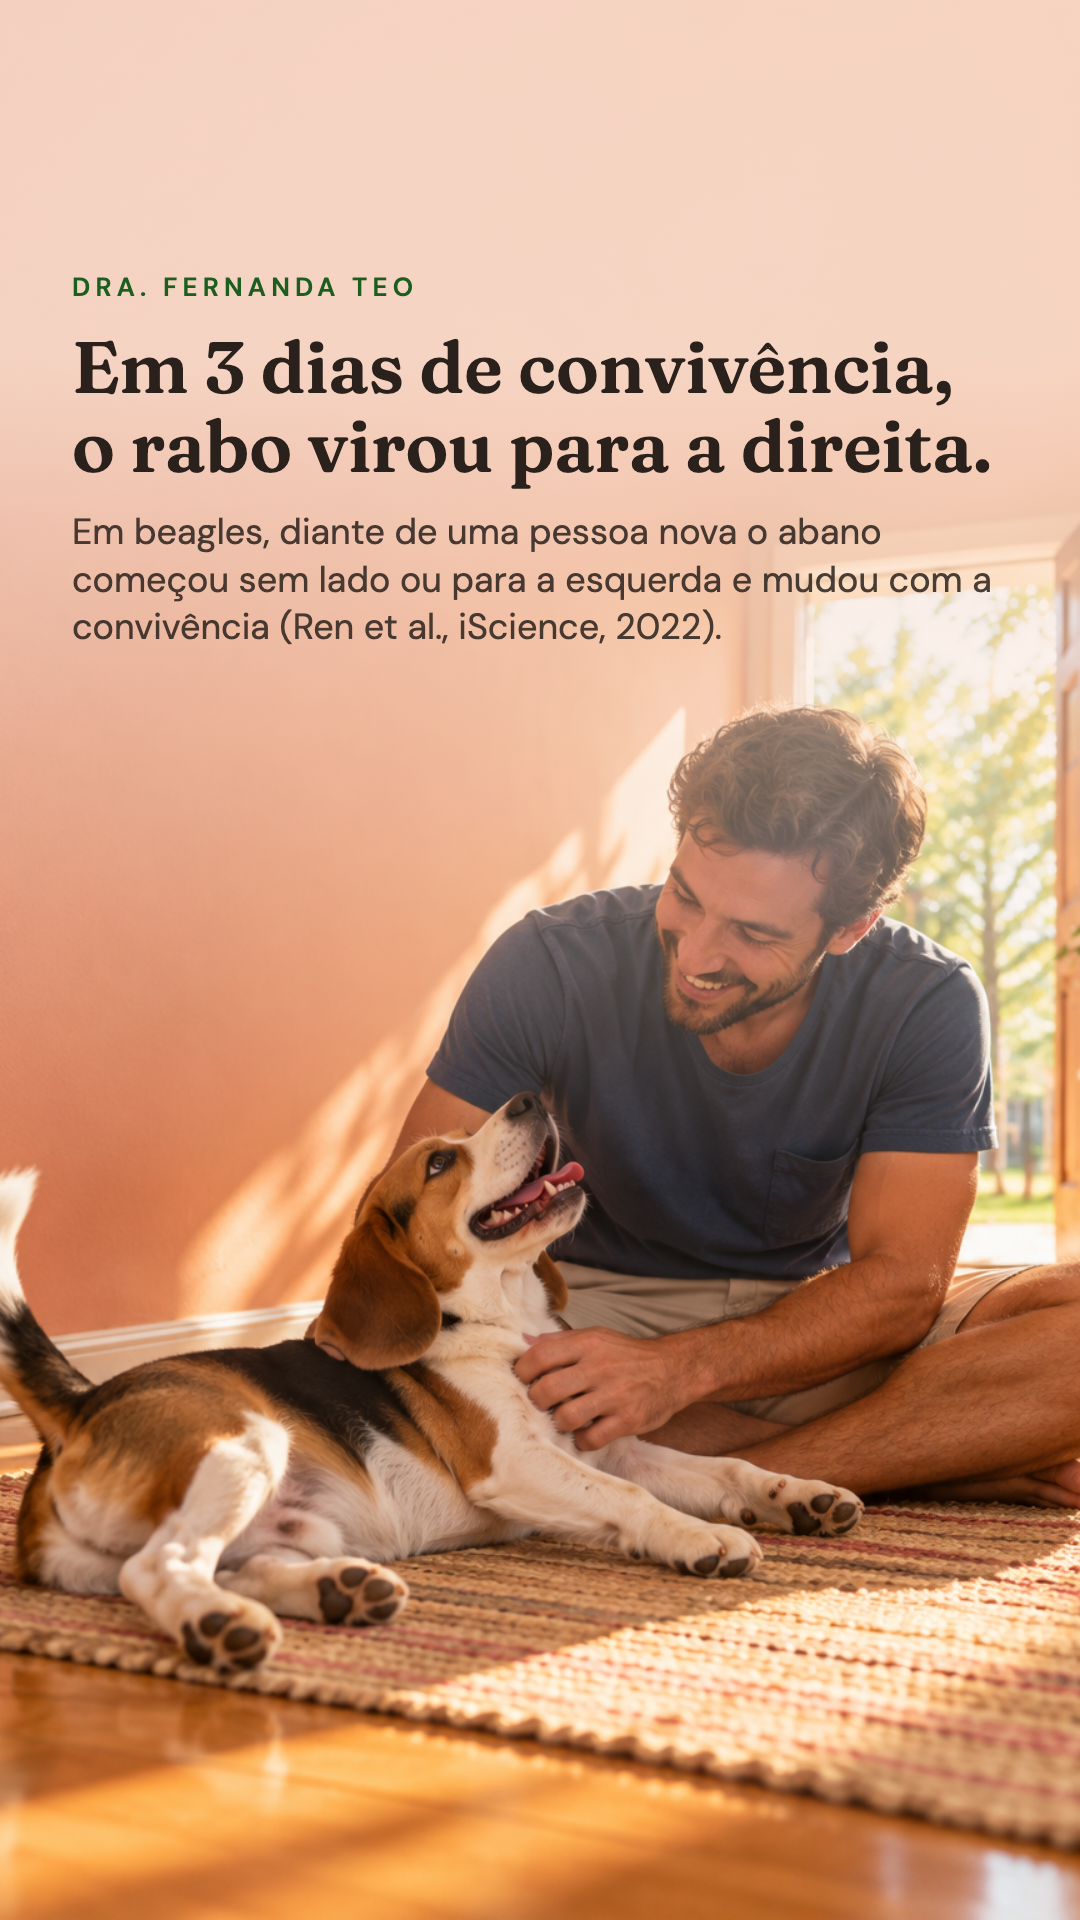 DRA. FERNANDA TEO
Em 3 dias de convivência,
o rabo virou para a direita.
Em beagles, diante de uma pessoa nova o abano
começou sem lado ou para a esquerda e mudou com a
convivência (Ren et al., iScience, 2022).